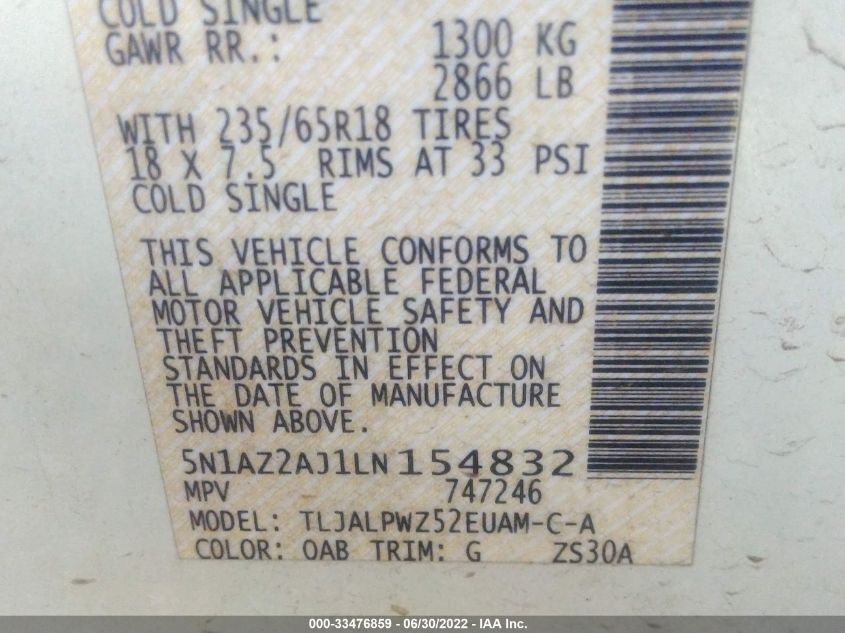 COLD SINGLE
GAWR RR.: 1300 KG
2866 LB
WITH 235/65R18 TIRES
18 X 7.5 RIMS AT 33 PSI
COLD SINGLE
THIS VEHICLE CONFORMS TO
ALL APPLICABLE FEDERAL
MOTOR VEHICLE SAFETY AND
THEFT PREVENTION
STANDARDS IN EFFECT ON
THE DATE OF MANUFACTURE
SHOWN ABOVE.
5N1AZ2AJ1LN154832
MPV 747246
MODEL: TLJALPWZ52EUAM-C-A
COLOR: OAB TRIM: G ZS30A
000-33476859 - 06/30/2022 - IAA Inc.